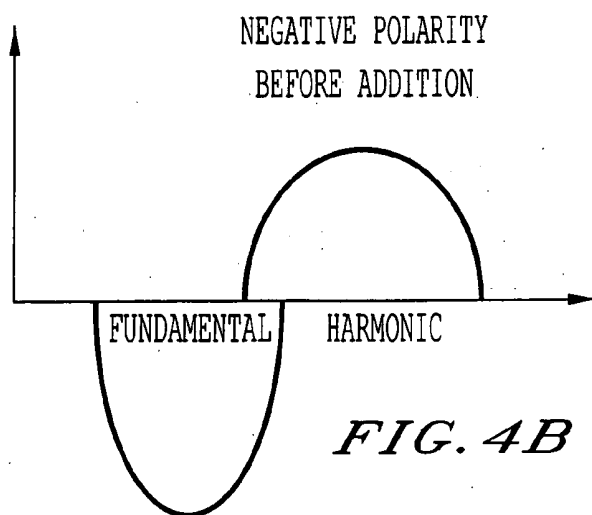 NEGATIVE POLARITY
BEFORE ADDITION
FUNDAMENTAL HARMONIC
FIG. 4B